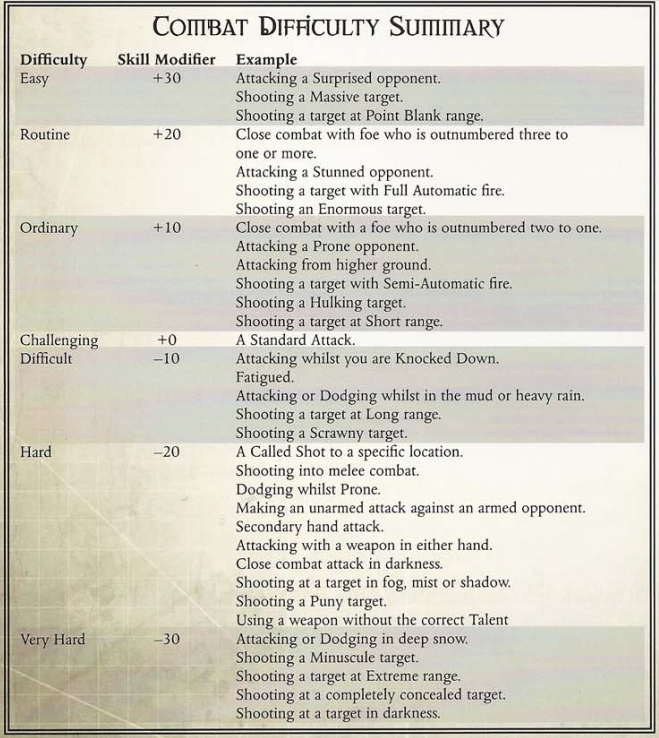 COMBAT DIFFICULTY SUMMARY
Difficulty Skill Modifier Example
Easy +30 Attacking a Surprised opponent.
Shooting a Massive target.
Shooting a target at Point Blank range.
Routine +20 Close combat with foe who is outnumbered three to
one or more.
Attacking a Stunned opponent.
Shooting a target with Full Automatic fire.
Shooting an Enormous target.
Ordinary +10 Close combat with a foe who is outnumbered two to one.
Attacking a Prone opponent.
Attacking from higher ground.
Shooting a target with Semi-Automatic fire.
Shooting a Hulking target.
Shooting a target at Short range.
Challenging +0 A Standard Attack.
Difficult –10 Attacking whilst you are Knocked Down.
Fatigued.
Attacking or Dodging whilst in the mud or heavy rain.
Shooting a target at Long range.
Shooting a Scrawny target.
Hard –20 A Called Shot to a specific location.
Shooting into melee combat.
Dodging whilst Prone.
Making an unarmed attack against an armed opponent.
Secondary hand attack.
Attacking with a weapon in either hand.
Close combat attack in darkness.
Shooting at a target in fog, mist or shadow.
Shooting a Puny target.
Using a weapon without the correct Talent
Very Hard –30 Attacking or Dodging in deep snow.
Shooting a Minuscule target.
Shooting a target at Extreme range.
Shooting at a completely concealed target.
Shooting at a target in darkness.